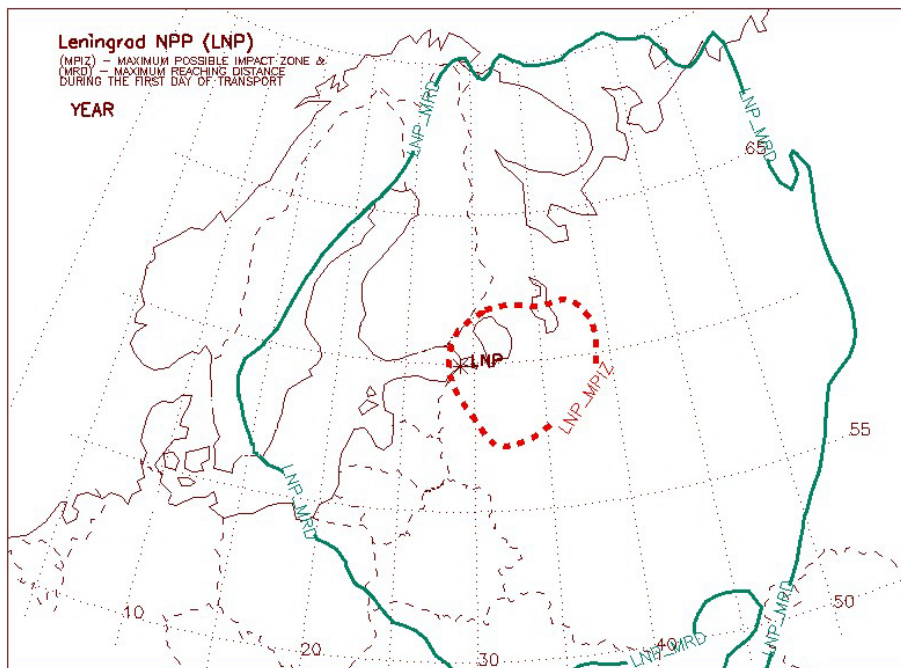 Leningrad NPP (LNP)
(MPIZ) – MAXIMUM POSSIBLE IMPACT ZONE &
(MRD) – MAXIMUM REACHING DISTANCE
DURING THE FIRST DAY OF TRANSPORT
YEAR
LNP_MRD
LNP_MRD
65
LNP
LNP_MPIZ
55
LNP_MRD
LNP_MRD
50
10
20
30
40
LNP_MRD